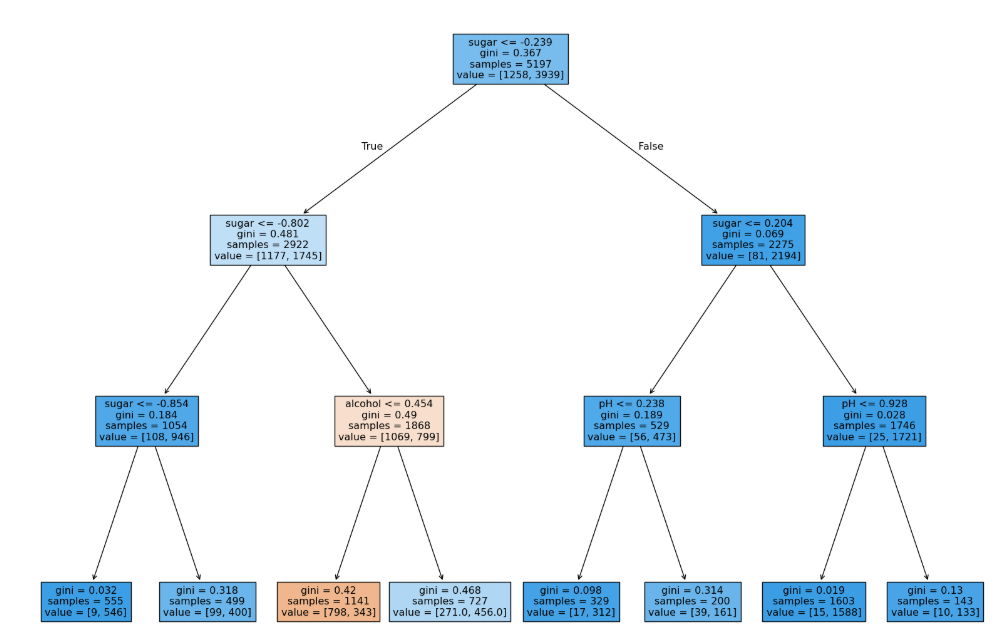 sugar <= -0.239
gini = 0.367
samples = 5197
value = [1258, 3939]
True
False
sugar <= -0.802
gini = 0.481
samples = 2922
value = [1177, 1745]
sugar <= 0.204
gini = 0.069
samples = 2275
value = [81, 2194]
sugar <= -0.854
gini = 0.184
samples = 1054
value = [108, 946]
alcohol <= 0.454
gini = 0.49
samples = 1868
value = [1069, 799]
pH <= 0.238
gini = 0.189
samples = 529
value = [56, 473]
pH <= 0.928
gini = 0.028
samples = 1746
value = [25, 1721]
gini = 0.032
samples = 555
value = [9, 546]
gini = 0.318
samples = 499
value = [99, 400]
gini = 0.42
samples = 1141
value = [798, 343]
gini = 0.468
samples = 727
value = [271.0, 456.0]
gini = 0.098
samples = 329
value = [17, 312]
gini = 0.314
samples = 200
value = [39, 161]
gini = 0.019
samples = 1603
value = [15, 1588]
gini = 0.13
samples = 143
value = [10, 133]